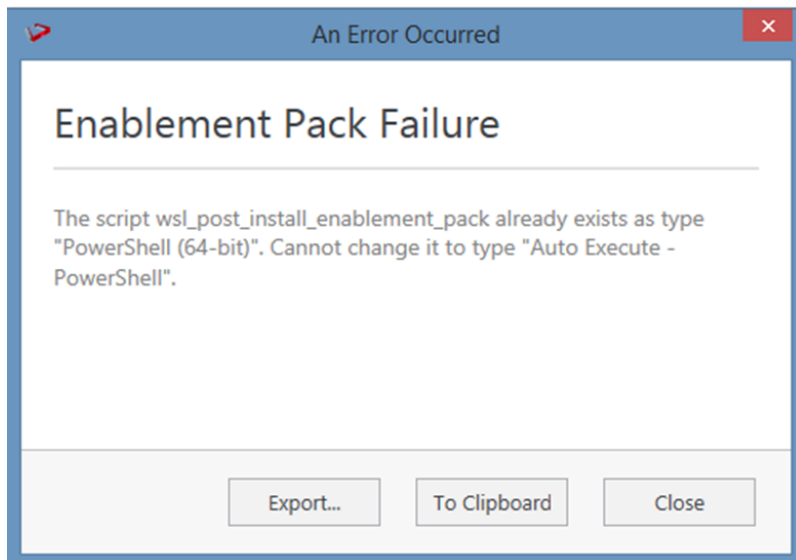 An Error Occurred
Enablement Pack Failure
The script wsl_post_install_enablement_pack already exists as type
"PowerShell (64-bit)". Cannot change it to type "Auto Execute -
PowerShell".
Export... To Clipboard Close